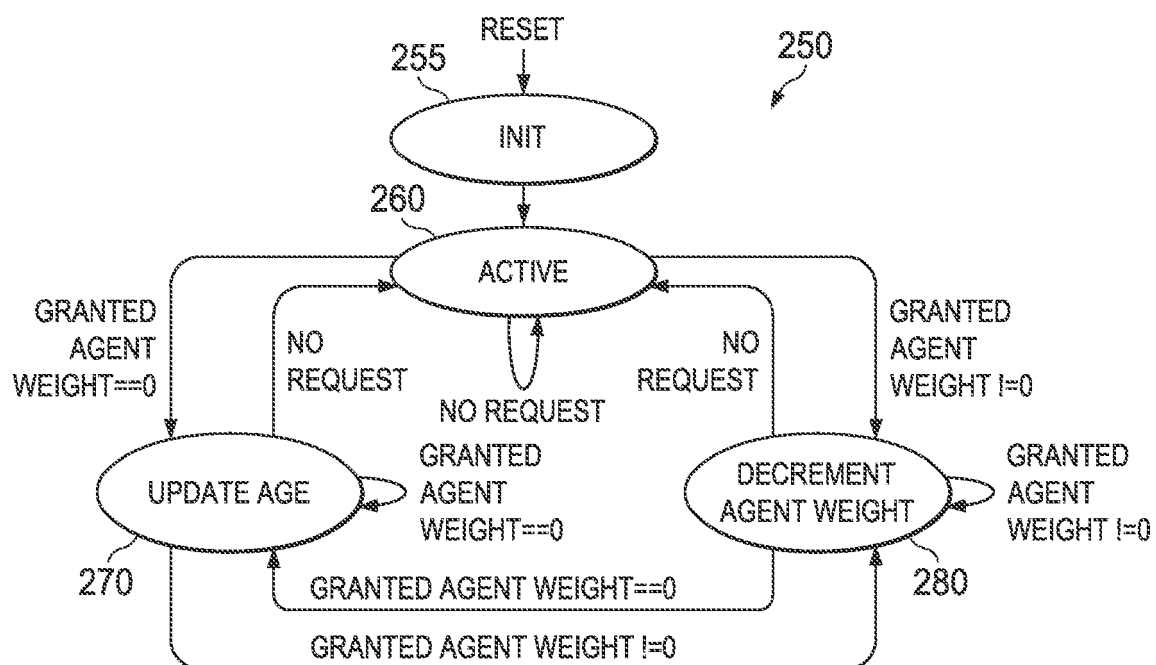 RESET
255
250
INIT
260
ACTIVE
GRANTED
AGENT
WEIGHT==0
NO
REQUEST
NO REQUEST
NO
REQUEST
GRANTED
AGENT
WEIGHT !=0
UPDATE AGE
GRANTED
AGENT
WEIGHT==0
DECREMENT
AGENT WEIGHT
GRANTED
AGENT
WEIGHT !=0
270
280
GRANTED AGENT WEIGHT==0
GRANTED AGENT WEIGHT !=0